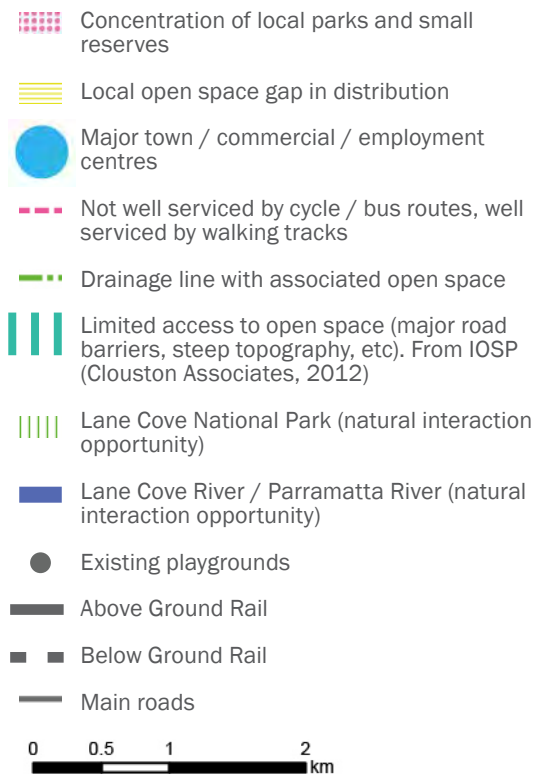 Concentration of local parks and small
reserves
Local open space gap in distribution
Major town / commercial / employment
centres
Not well serviced by cycle / bus routes, well
serviced by walking tracks
Drainage line with associated open space
Limited access to open space (major road
barriers, steep topography, etc). From IOSP
(Clouston Associates, 2012)
Lane Cove National Park (natural interaction
opportunity)
Lane Cove River / Parramatta River (natural
interaction opportunity)
Existing playgrounds
Above Ground Rail
Below Ground Rail
Main roads
0 0.5 1 2
km